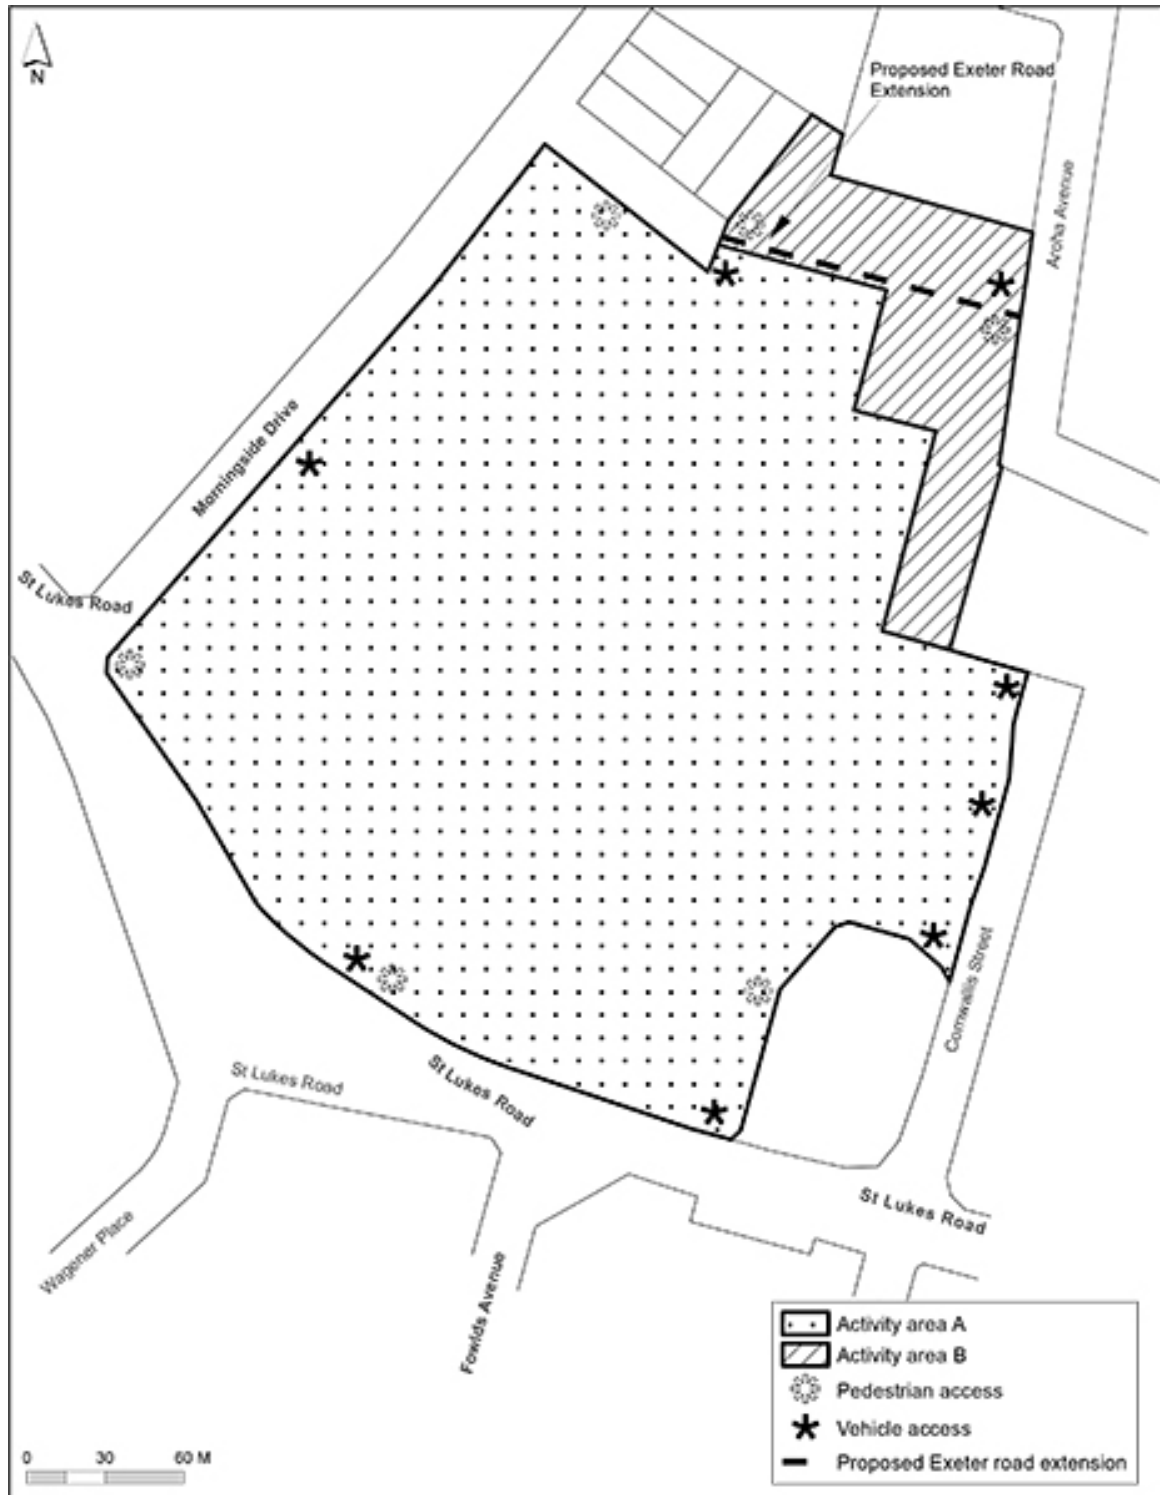 N
Proposed Exeter Road
Extension
Aroha Avenue
Morningside Drive
St Lukes Road
Cornwallis Street
St Lukes Road
St Lukes Road
St Lukes Road
Wagener Place
Fowlds Avenue
Activity area A
Activity area B
Pedestrian access
Vehicle access
Proposed Exeter road extension
0 30 60 M